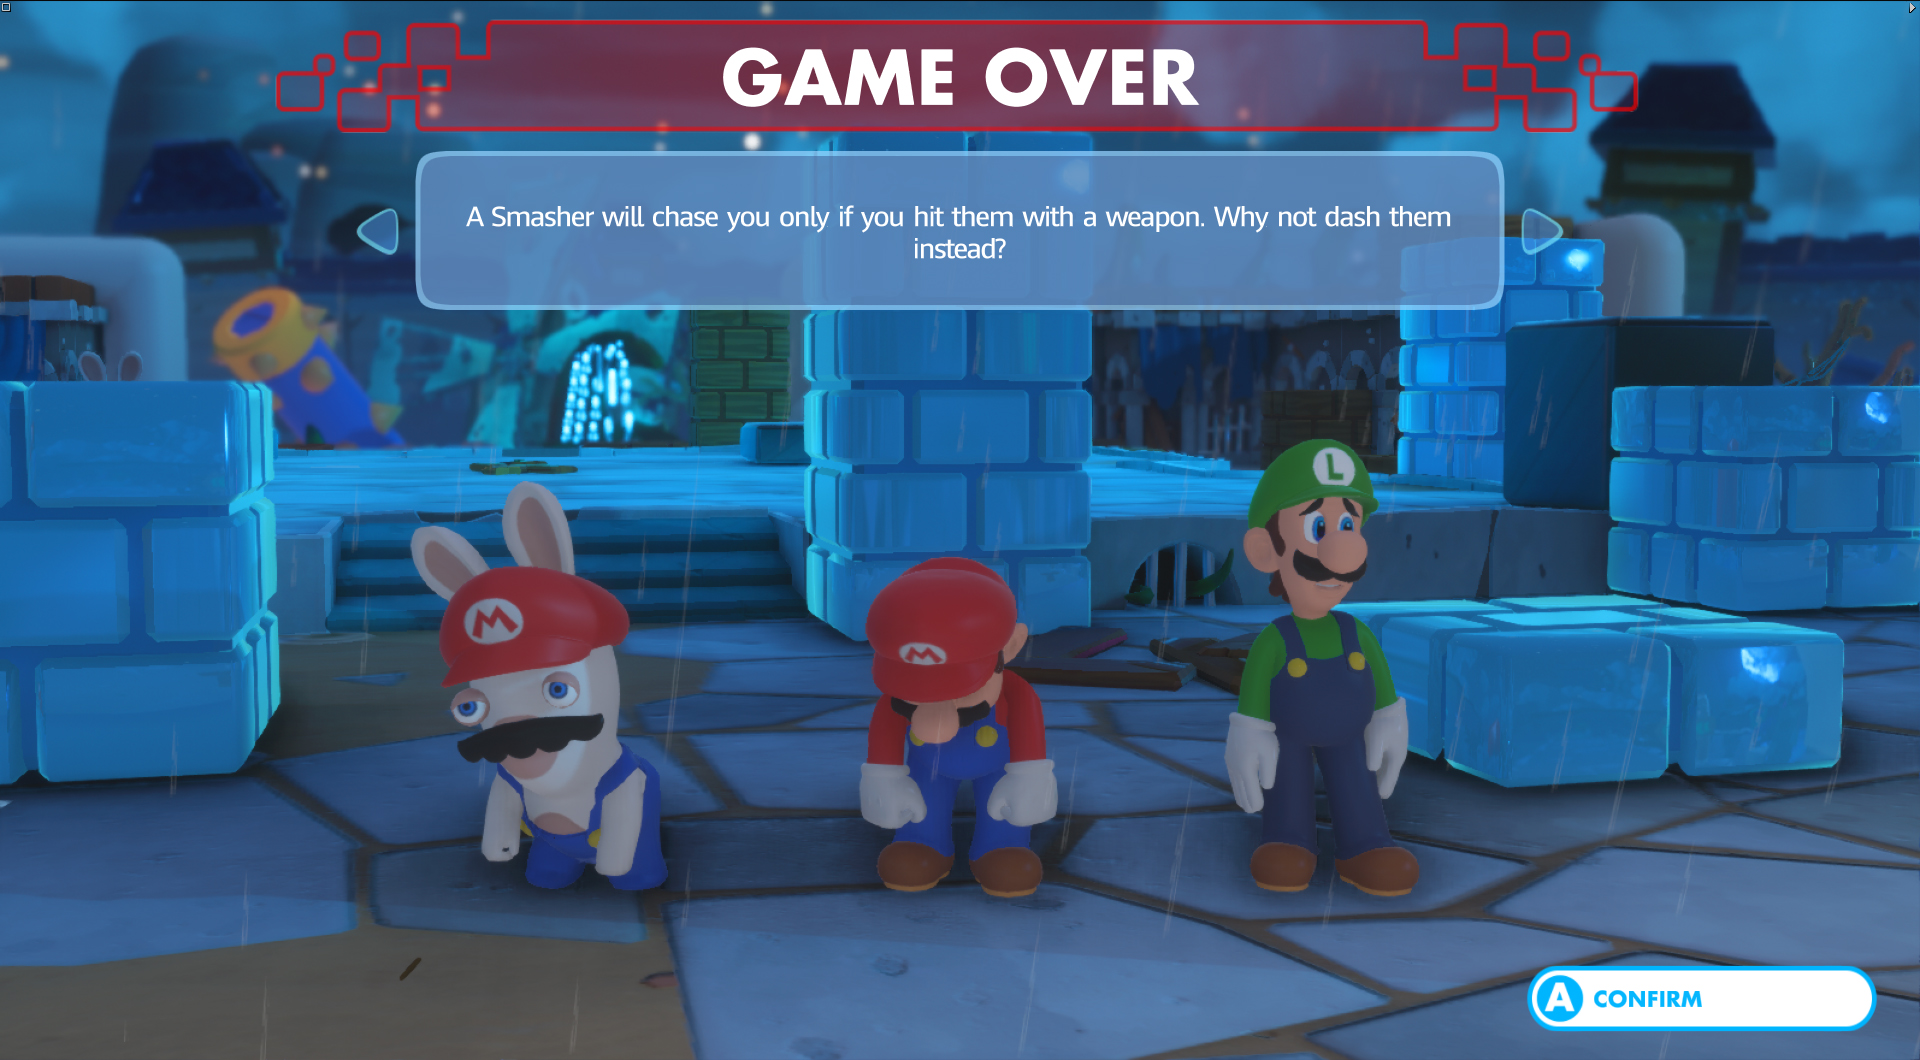 GAME OVER
A Smasher will chase you only if you hit them with a weapon. Why not dash them
instead?
L
M
M
A CONFIRM